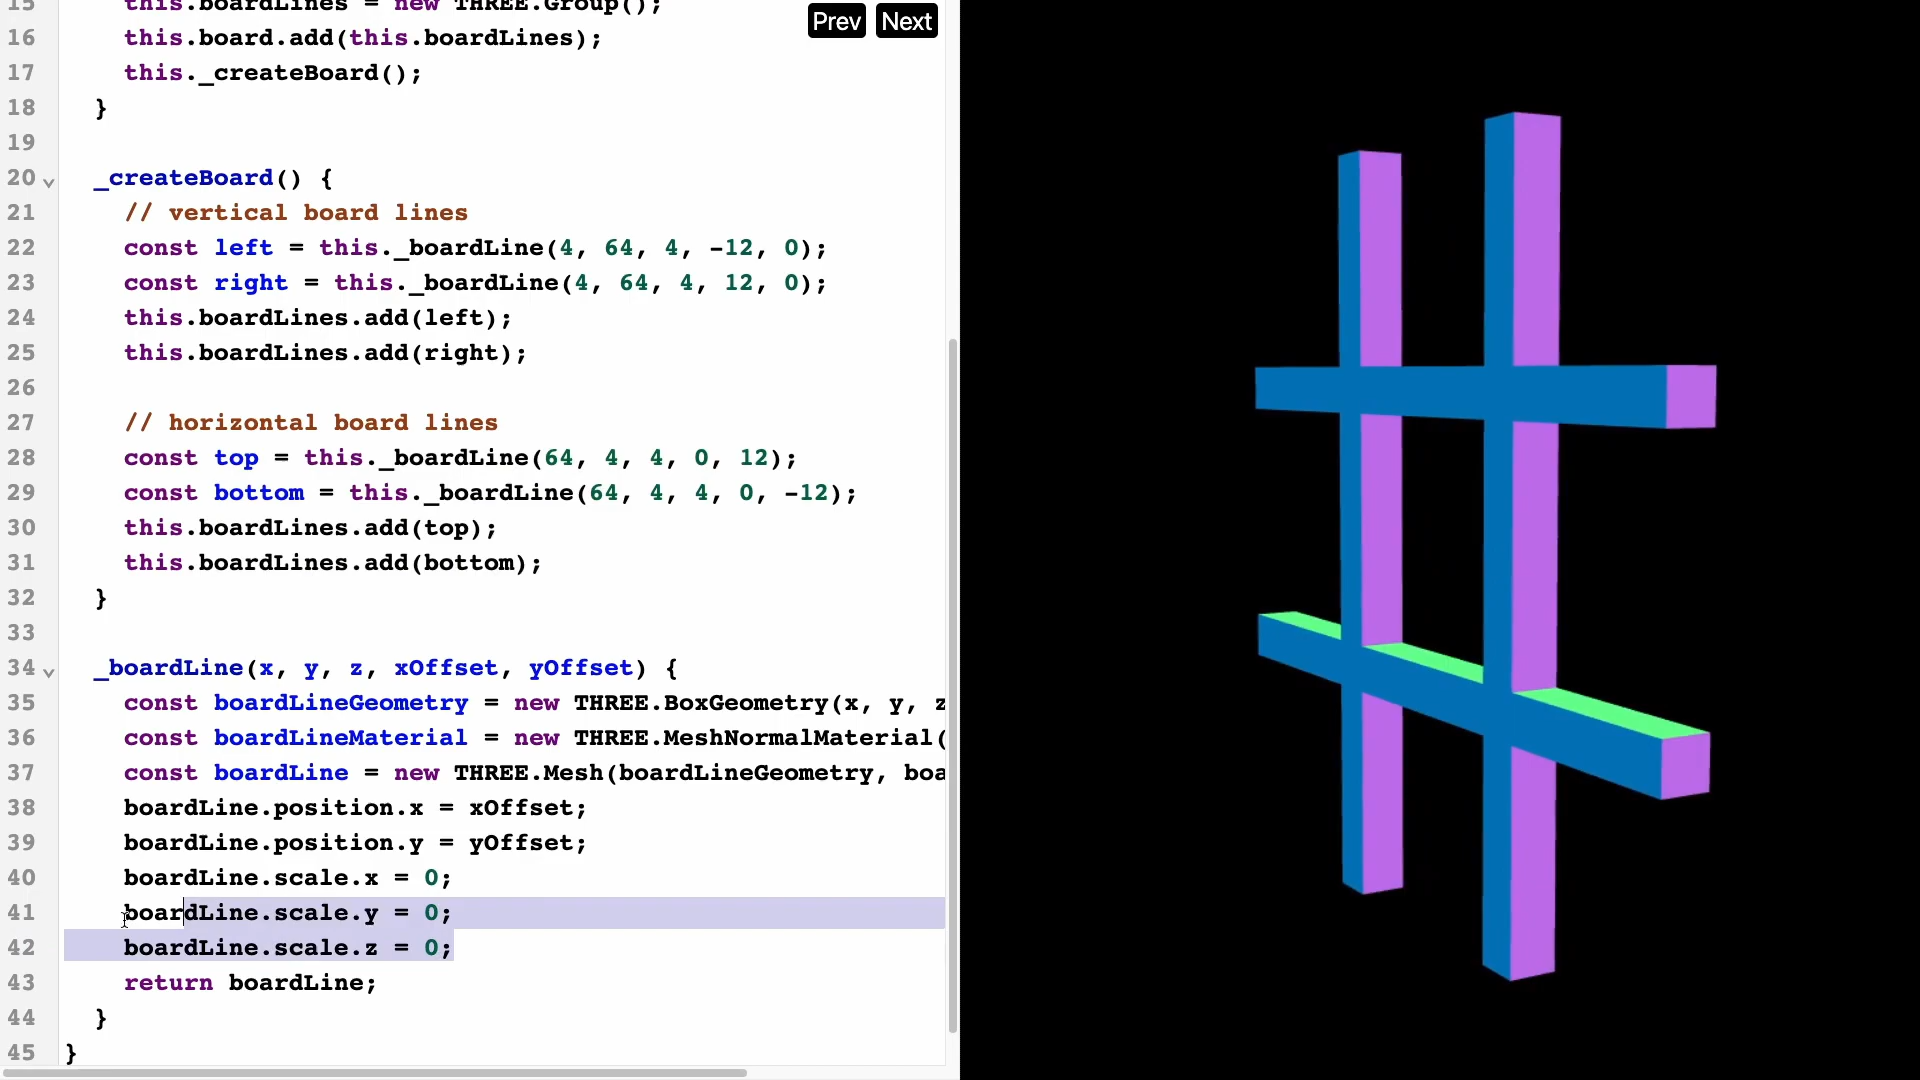 15 this.boardLines = new THREE.Group();
Prev Next
16 this.board.add(this.boardLines);
17 this._createBoard();
18 }
19
20 _createBoard() {
21 // vertical board lines
22 const left = this._boardLine(4, 64, 4, -12, 0);
23 const right = this._boardLine(4, 64, 4, 12, 0);
24 this.boardLines.add(left);
25 this.boardLines.add(right);
26
27 // horizontal board lines
28 const top = this._boardLine(64, 4, 4, 0, 12);
29 const bottom = this._boardLine(64, 4, 4, 0, -12);
30 this.boardLines.add(top);
31 this.boardLines.add(bottom);
32 }
33
34 _boardLine(x, y, z, xOffset, yOffset) {
35 const boardLineGeometry = new THREE.BoxGeometry(x, y, z
36 const boardLineMaterial = new THREE.MeshNormalMaterial(
37 const boardLine = new THREE.Mesh(boardLineGeometry, boa
38 boardLine.position.x = xOffset;
39 boardLine.position.y = yOffset;
40 boardLine.scale.x = 0;
41 boardLine.scale.y = 0;
42 boardLine.scale.z = 0;
43 return boardLine;
44 }
45 }